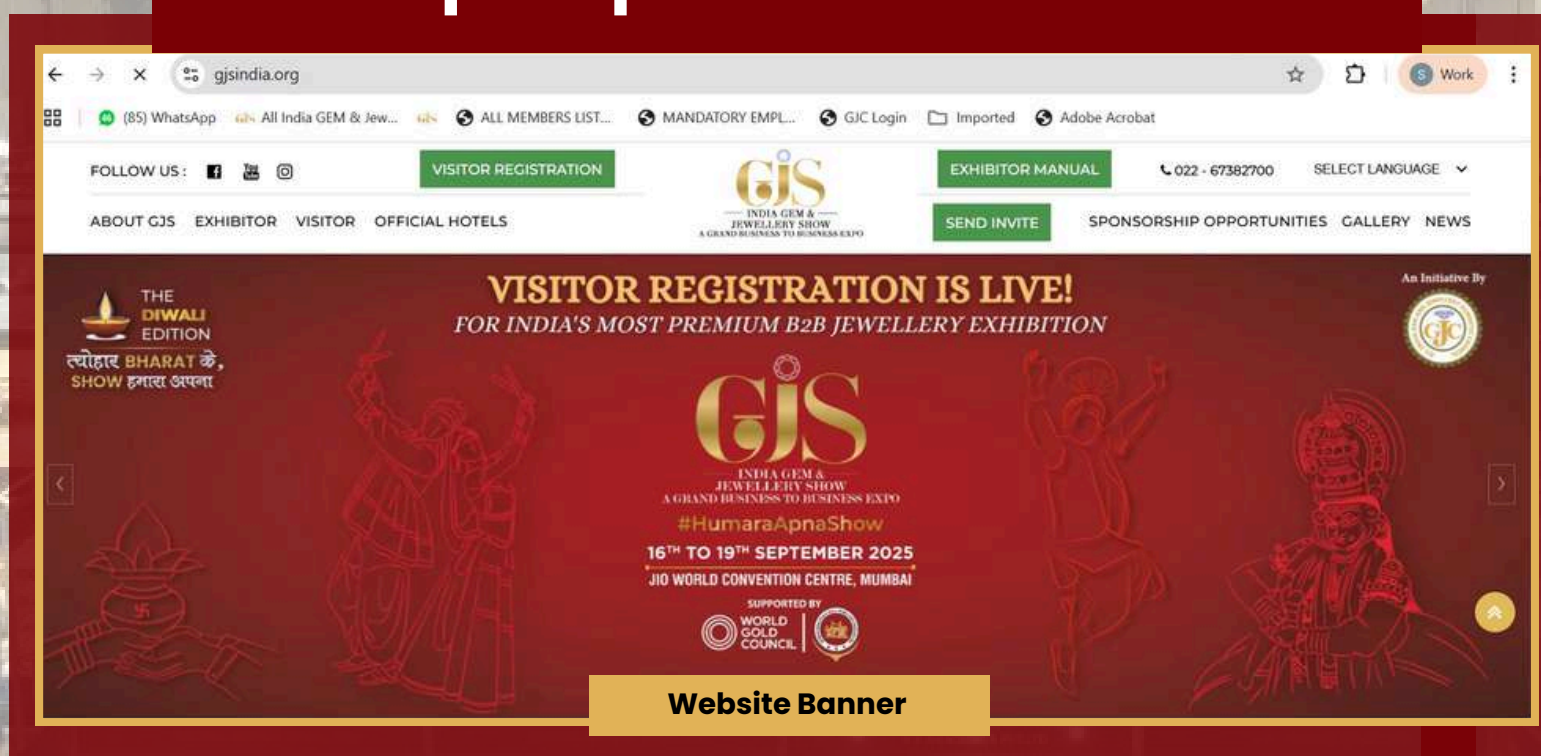 gjsindia.org
Work
(85) WhatsApp
All India GEM & Jew...
ALL MEMBERS LIST...
MANDATORY EMPL...
GJC Login
Imported
Adobe Acrobat
FOLLOW US :
VISITOR REGISTRATION
GJS
INDIA GEM &
JEWELLERY SHOW
A GRAND BUSINESS TO BUSINESS EXPO
EXHIBITOR MANUAL
022 - 67382700
SELECT LANGUAGE
ABOUT GJS EXHIBITOR VISITOR OFFICIAL HOTELS
SEND INVITE
SPONSORSHIP OPPORTUNITIES GALLERY NEWS
THE
DIWALI
EDITION
त्योहार BHARAT के,
SHOW हमारा अपना
VISITOR REGISTRATION IS LIVE!
FOR INDIA'S MOST PREMIUM B2B JEWELLERY EXHIBITION
An Initiative By
GJC
GJS
INDIA GEM &
JEWELLERY SHOW
A GRAND BUSINESS TO BUSINESS EXPO
#HumaraApnaShow
16TH TO 19TH SEPTEMBER 2025
JIO WORLD CONVENTION CENTRE, MUMBAI
SUPPORTED BY
WORLD
GOLD
COUNCIL
Website Banner